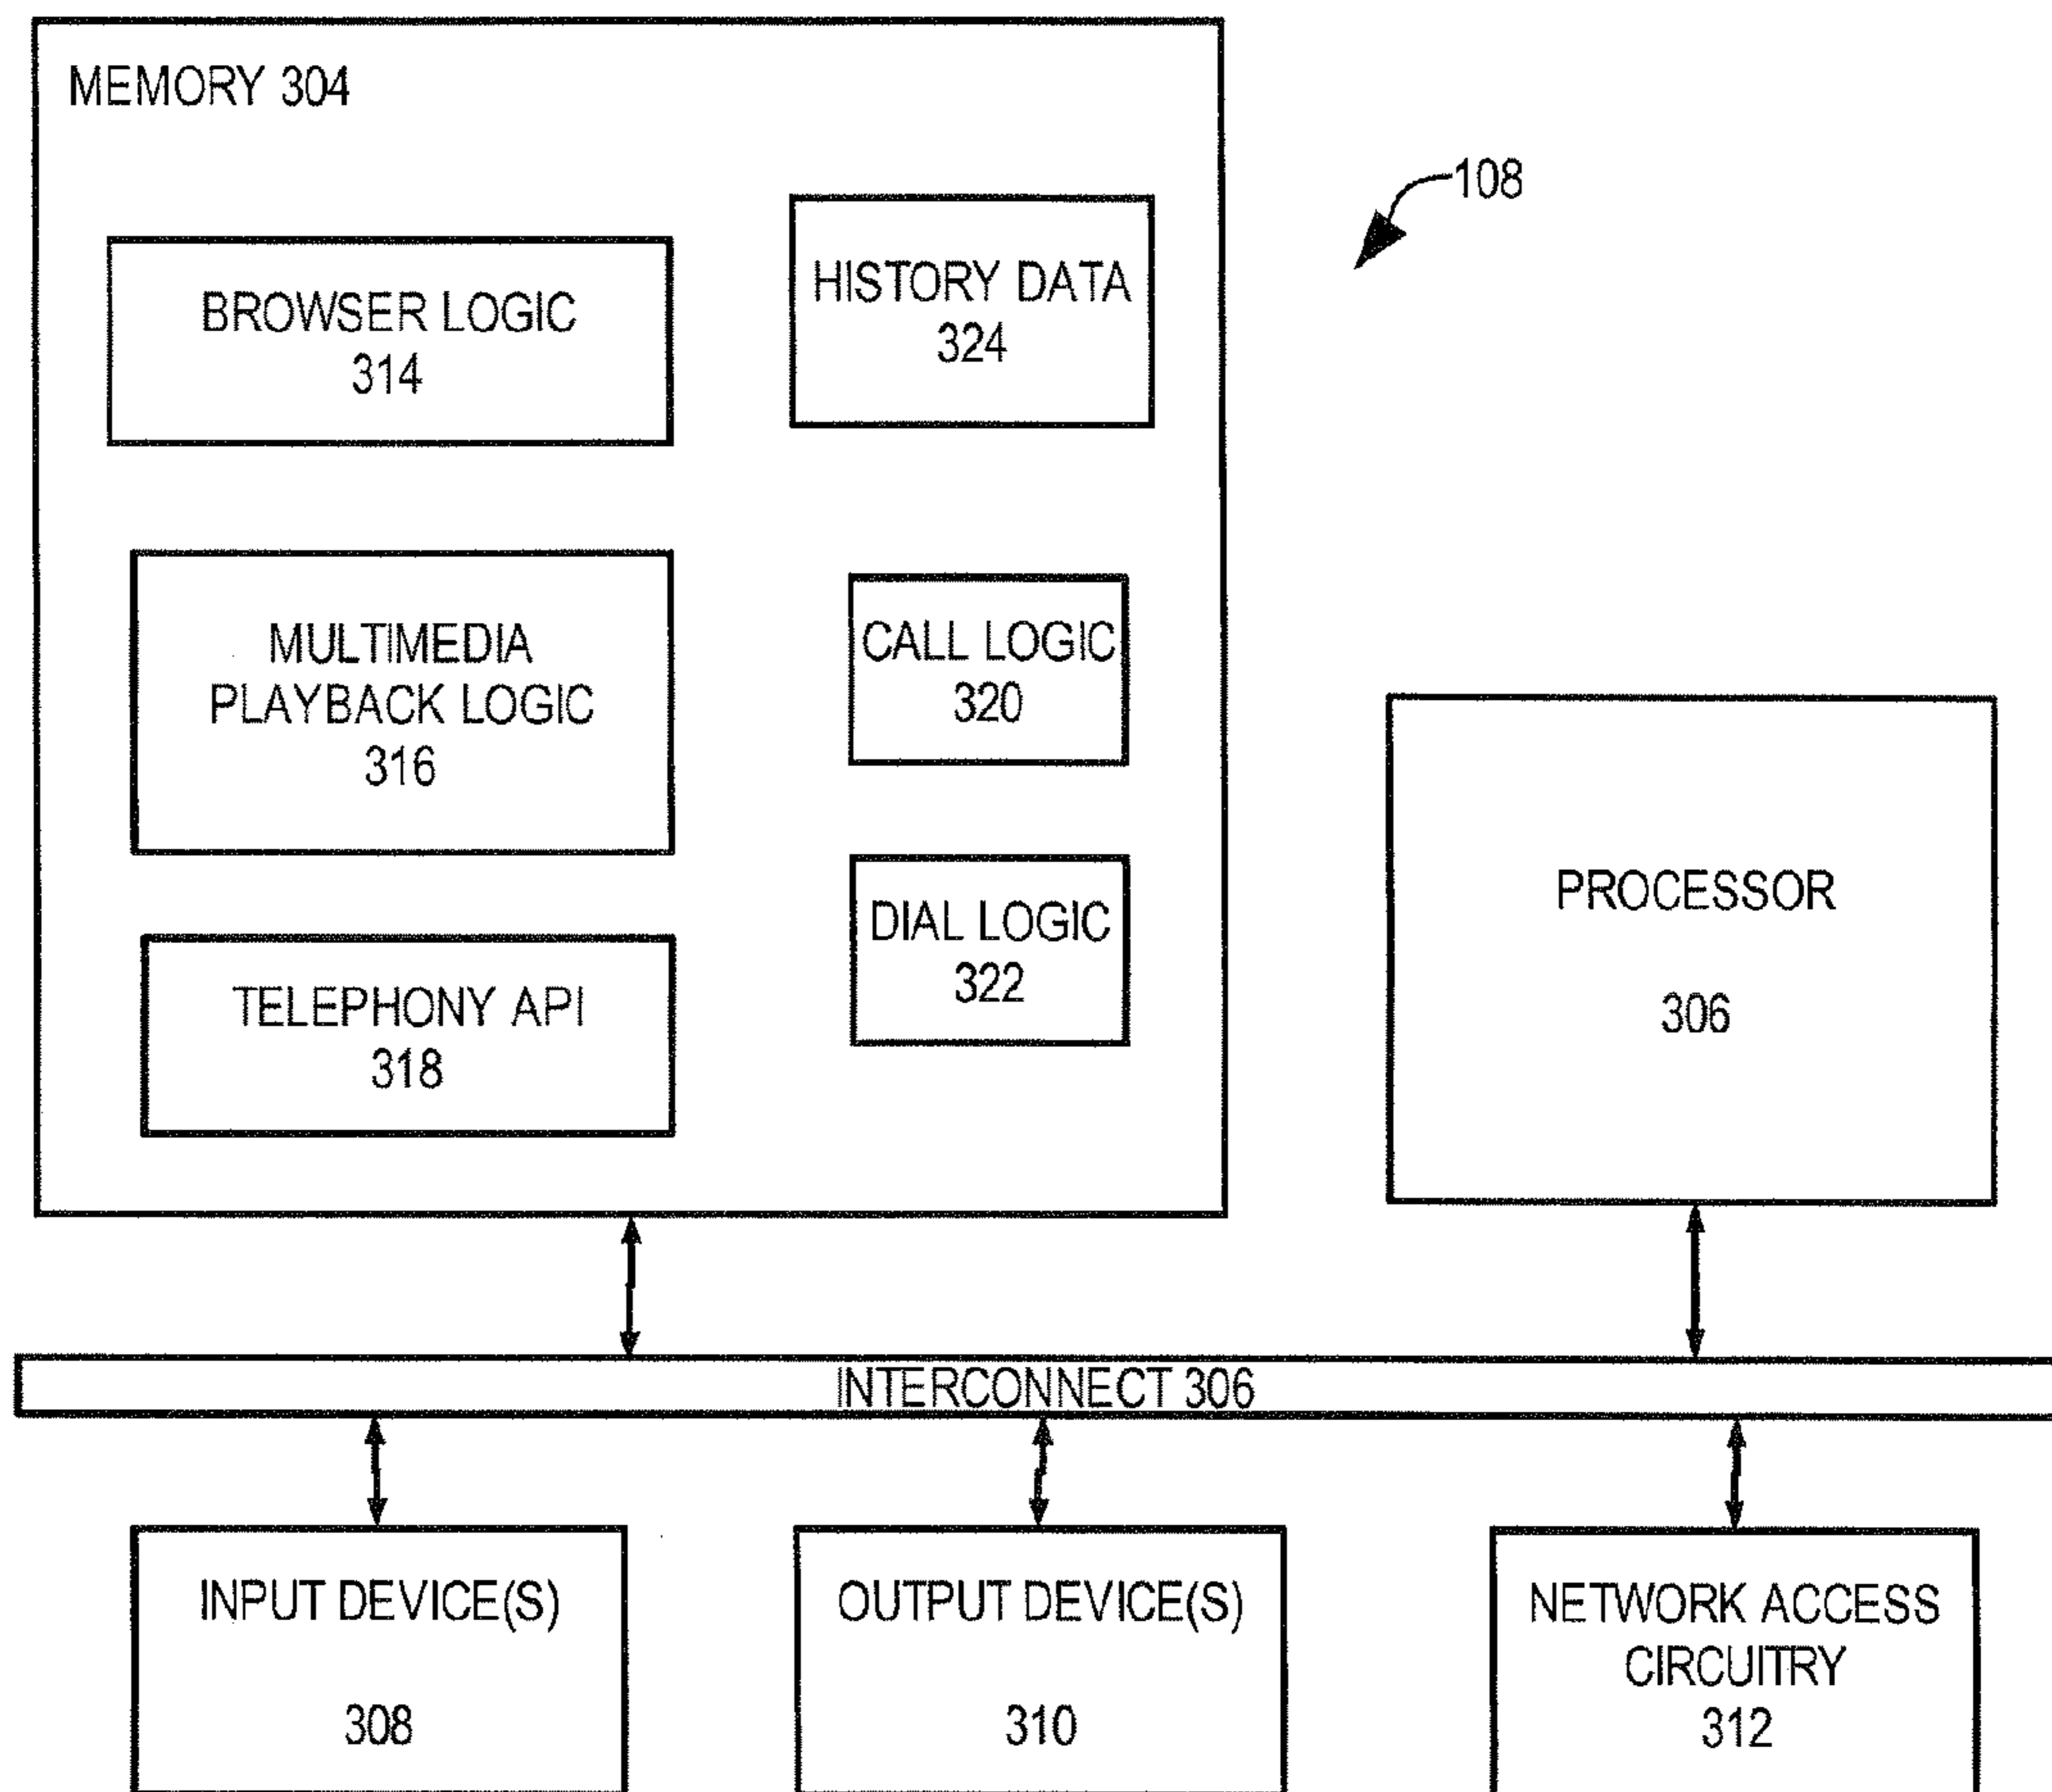 MEMORY 304
108
BROWSER LOGIC
314
HISTORY DATA
324
MULTIMEDIA
PLAYBACK LOGIC
316
CALL LOGIC
320
TELEPHONY API
318
DIAL LOGIC
322
PROCESSOR
306
INTERCONNECT 306
INPUT DEVICE(S)
308
OUTPUT DEVICE(S)
310
NETWORK ACCESS
CIRCUITRY
312